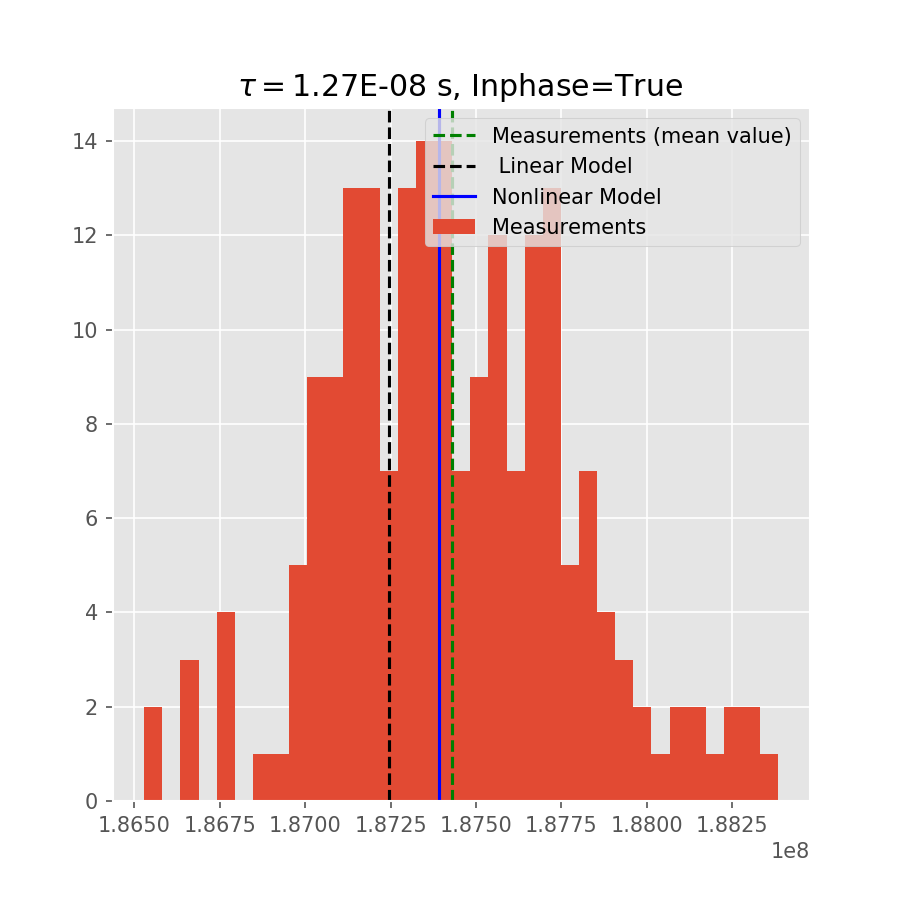 τ = 1.27E-08 s, Inphase=True
Measurements (mean value)
Linear Model
Nonlinear Model
Measurements
14
12
10
8
6
4
2
0
1.8650 1.8675 1.8700 1.8725 1.8750 1.8775 1.8800 1.8825
1e8